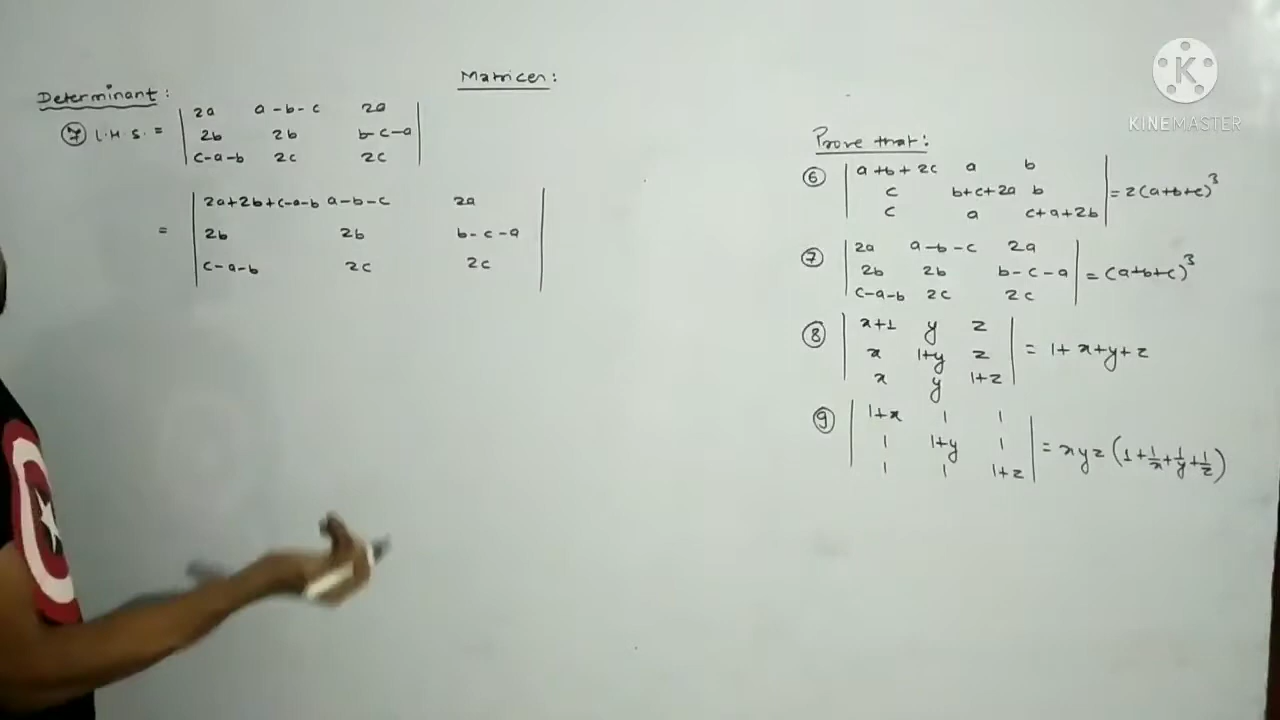 Matrices:
Determinant:
⑦ L.H.S. = | 2a a-b-c 2a |
| 2b 2b b-c-a |
| c-a-b 2c 2c |
= | 2a+2b+c-a-b a-b-c 2a |
| 2b 2b b-c-a |
| c-a-b 2c 2c |
K
KINEMASTER
Prove that:
⑥ | a+b+2c a b |
| c b+c+2a b | = 2(a+b+c)³
| c a c+a+2b |
⑦ | 2a a-b-c 2a |
| 2b 2b b-c-a | = (a+b+c)³
| c-a-b 2c 2c |
⑧ | x+1 y z |
| x 1+y z | = 1+x+y+z
| x y 1+z |
⑨ | 1+x 1 1 |
| 1 1+y 1 | = xyz(1+1/x+1/y+1/z)
| 1 1 1+z |